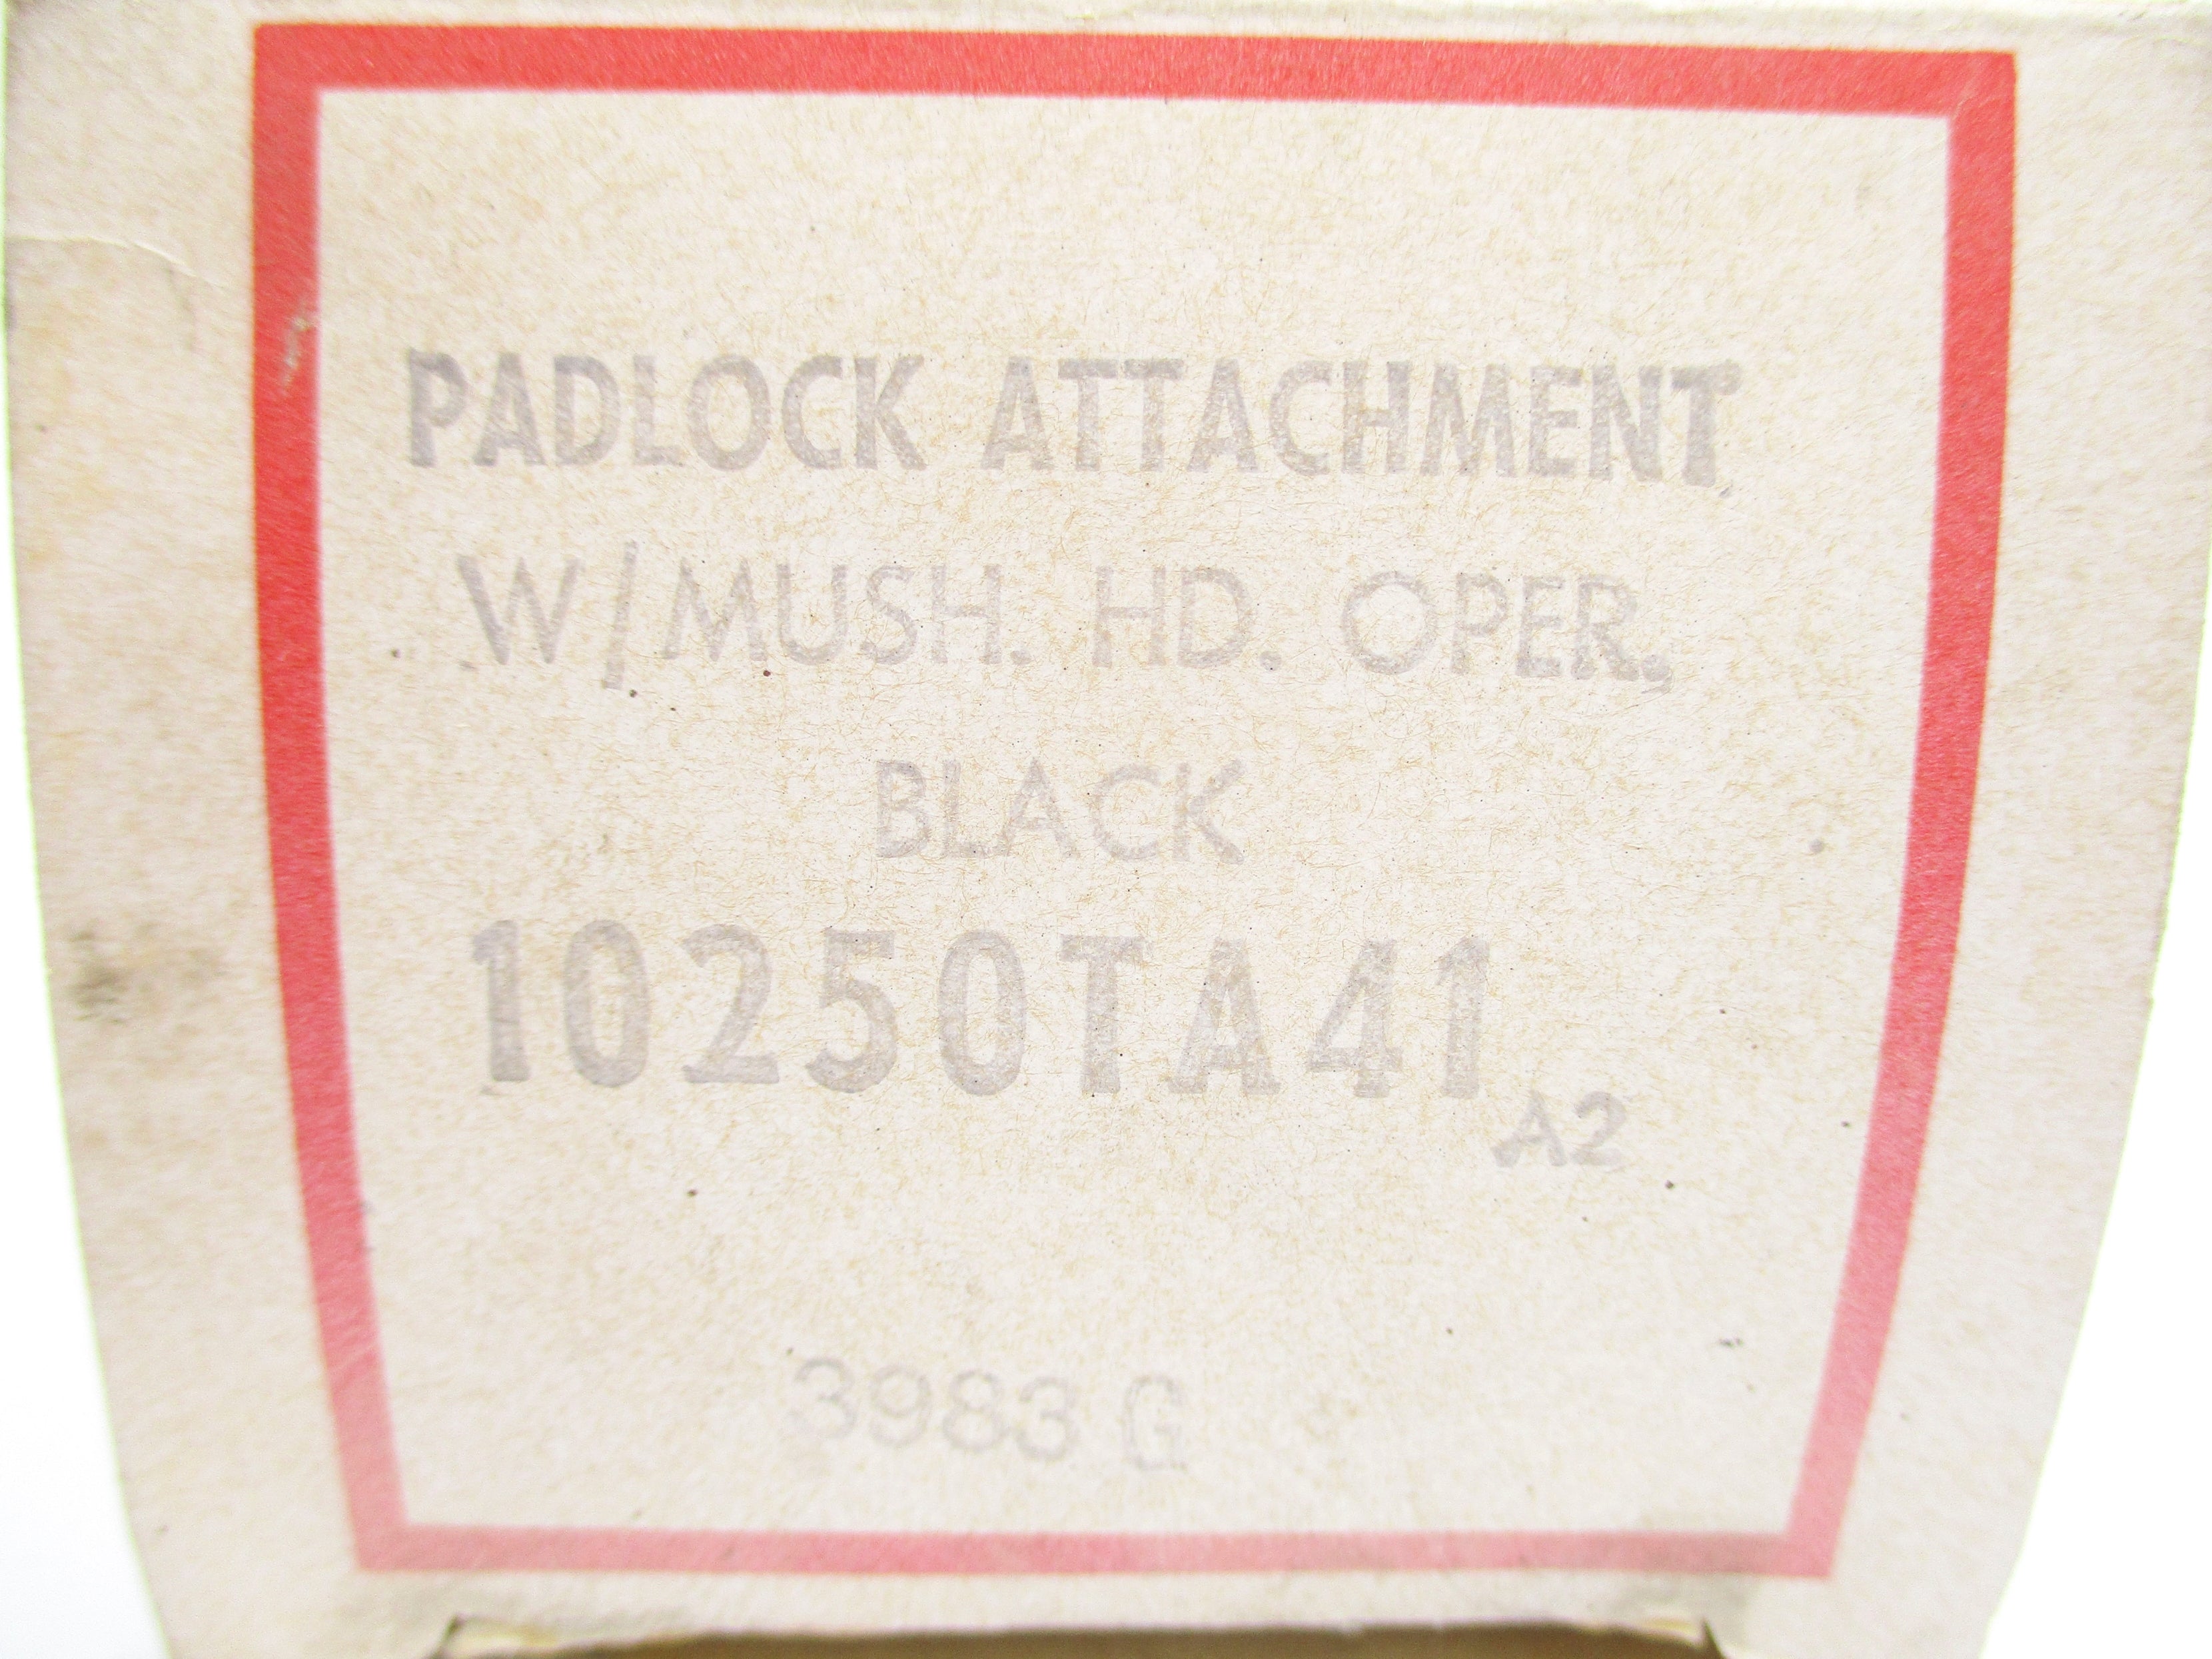 PADLOCK ATTACHMENT
W/MUSH. HD. OPER.
BLACK
10250TA41
A2
3983 G